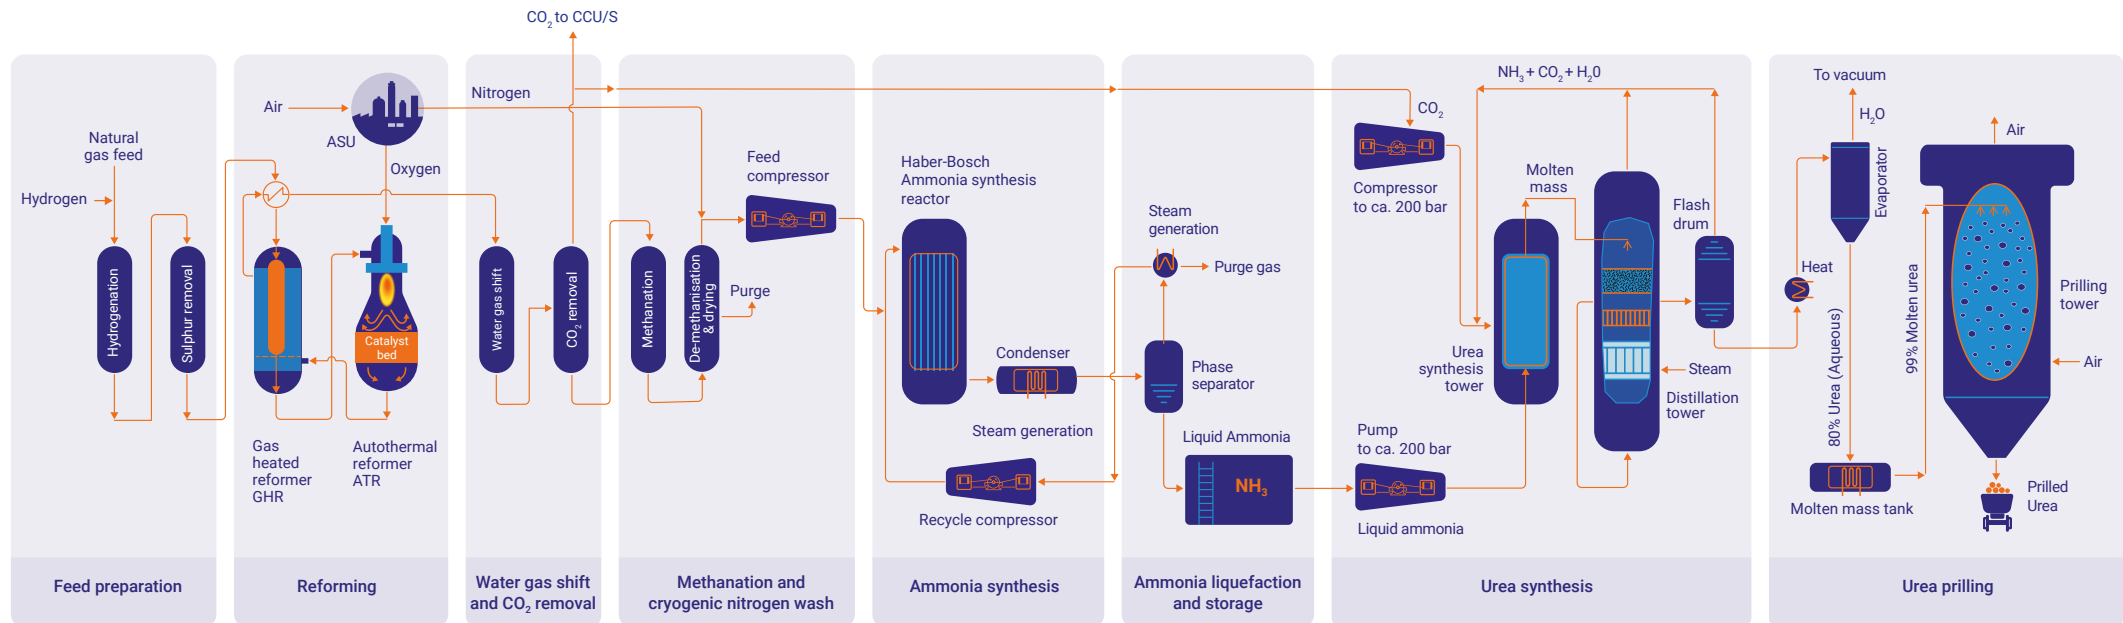 CO2 to CCU/S
Natural
gas feed
Hydrogen
Hydrogenation
Sulphur removal
Feed preparation
Air
ASU
Oxygen
Nitrogen
Catalyst
bed
Gas
heated
reformer
GHR
Autothermal
reformer
ATR
Reforming
Water gas shift
CO2 removal
Water gas shift
and CO2 removal
Methanation
De-methanisation
& drying
Purge
Feed
compressor
Methanation and
cryogenic nitrogen wash
Haber-Bosch
Ammonia synthesis
reactor
Condenser
Steam generation
Recycle compressor
Ammonia synthesis
Steam
generation
Purge gas
Phase
separator
Liquid Ammonia
NH3
Ammonia liquefaction
and storage
NH3 + CO2 + H20
CO2
Compressor
to ca. 200 bar
Molten
mass
Urea
synthesis
tower
Pump
to ca. 200 bar
Liquid ammonia
Flash
drum
Steam
Distillation
tower
Urea synthesis
To vacuum
H2O
Evaporator
Heat
80% Urea (Aqueous)
Molten mass tank
99% Molten urea
Air
Prilling
tower
Air
Prilled
Urea
Urea prilling